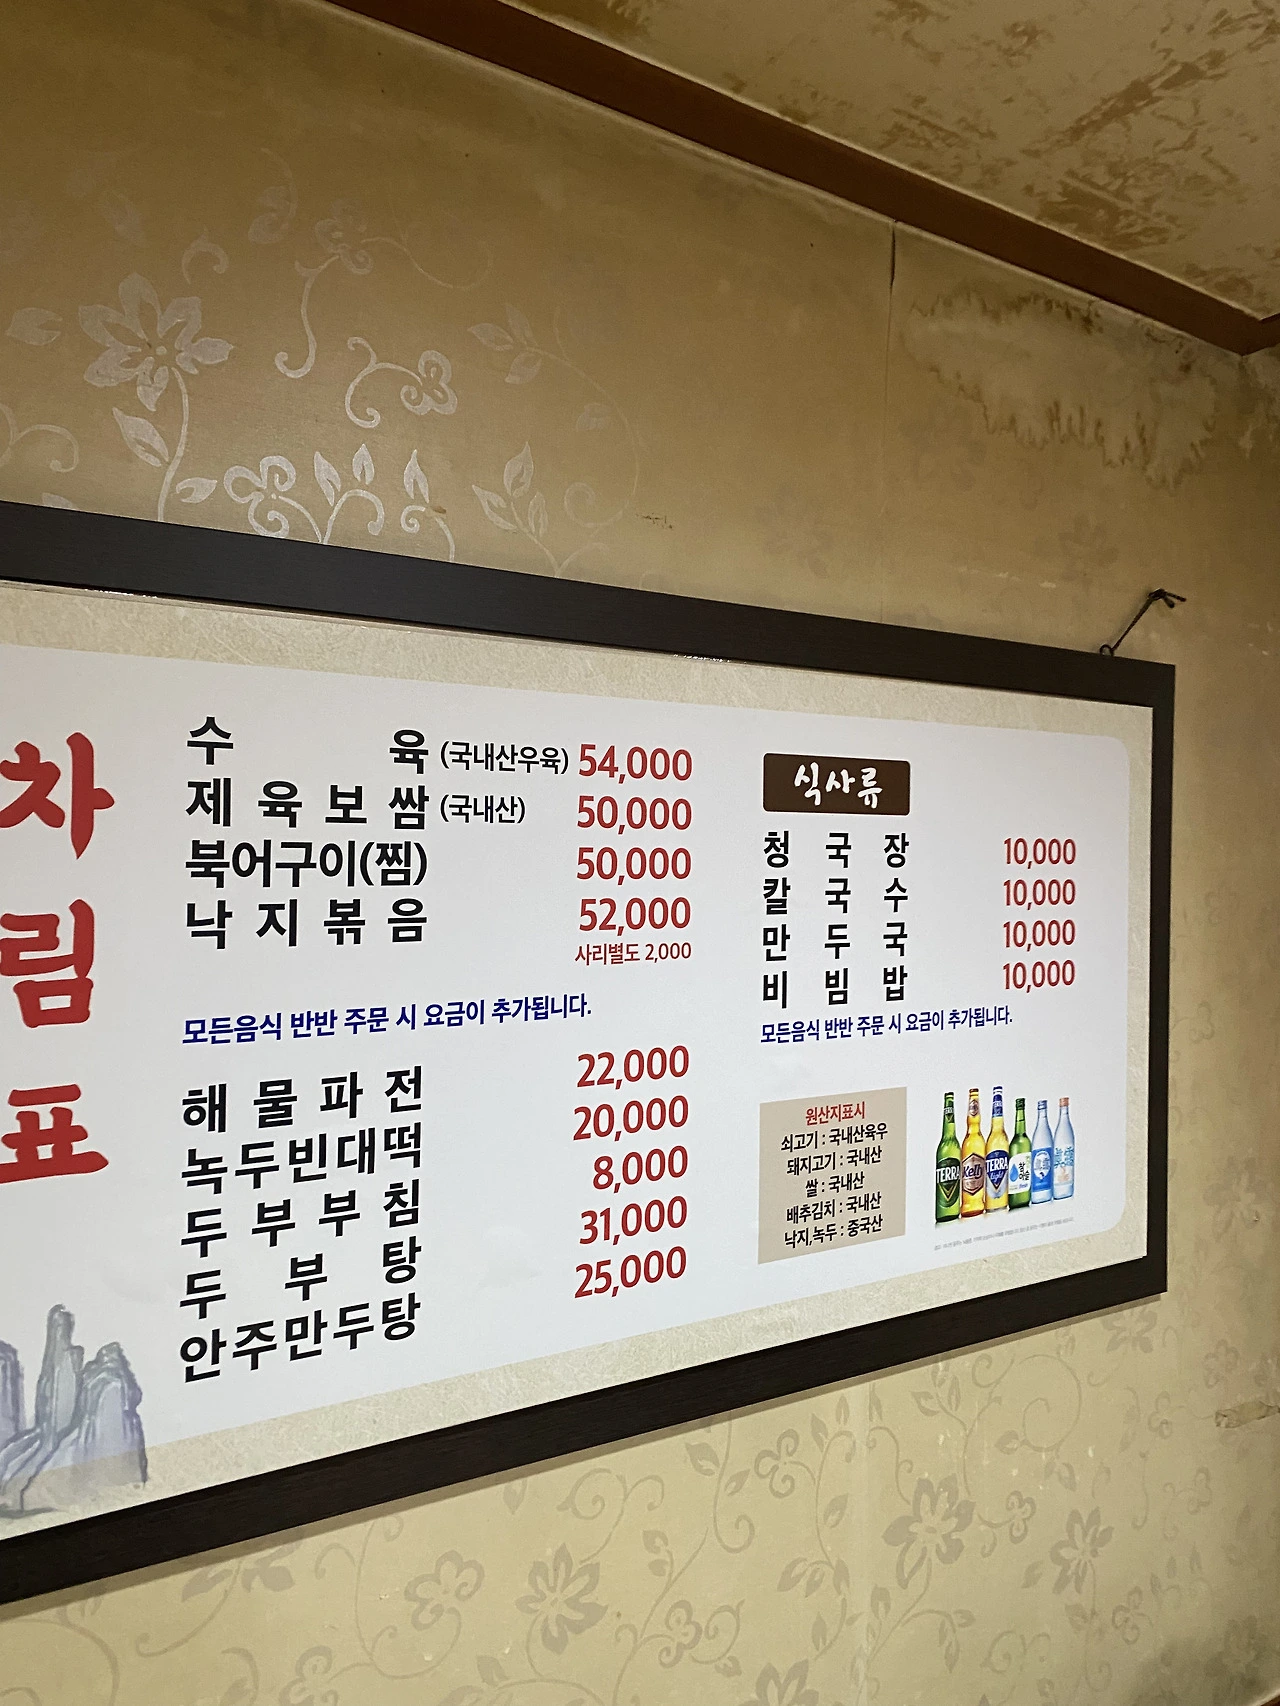 차림표
수육 (국내산우육) 54,000
제육보쌈 (국내산) 50,000
북어구이(찜) 50,000
낙지볶음 52,000
사리별도 2,000
모든음식 반반 주문 시 요금이 추가됩니다.
해물파전 22,000
녹두빈대떡 20,000
두부부침 8,000
두부탕 31,000
안주만두탕 25,000
식사류
청국장 10,000
칼국수 10,000
만두국 10,000
비빔밥 10,000
모든음식 반반 주문 시 요금이 추가됩니다.
원산지표시
쇠고기 : 국내산육우
돼지고기 : 국내산
쌀 : 국내산
배추김치 : 국내산
낙지,녹두 : 중국산
TERRA
Kelly
TERRA
Light
참이슬